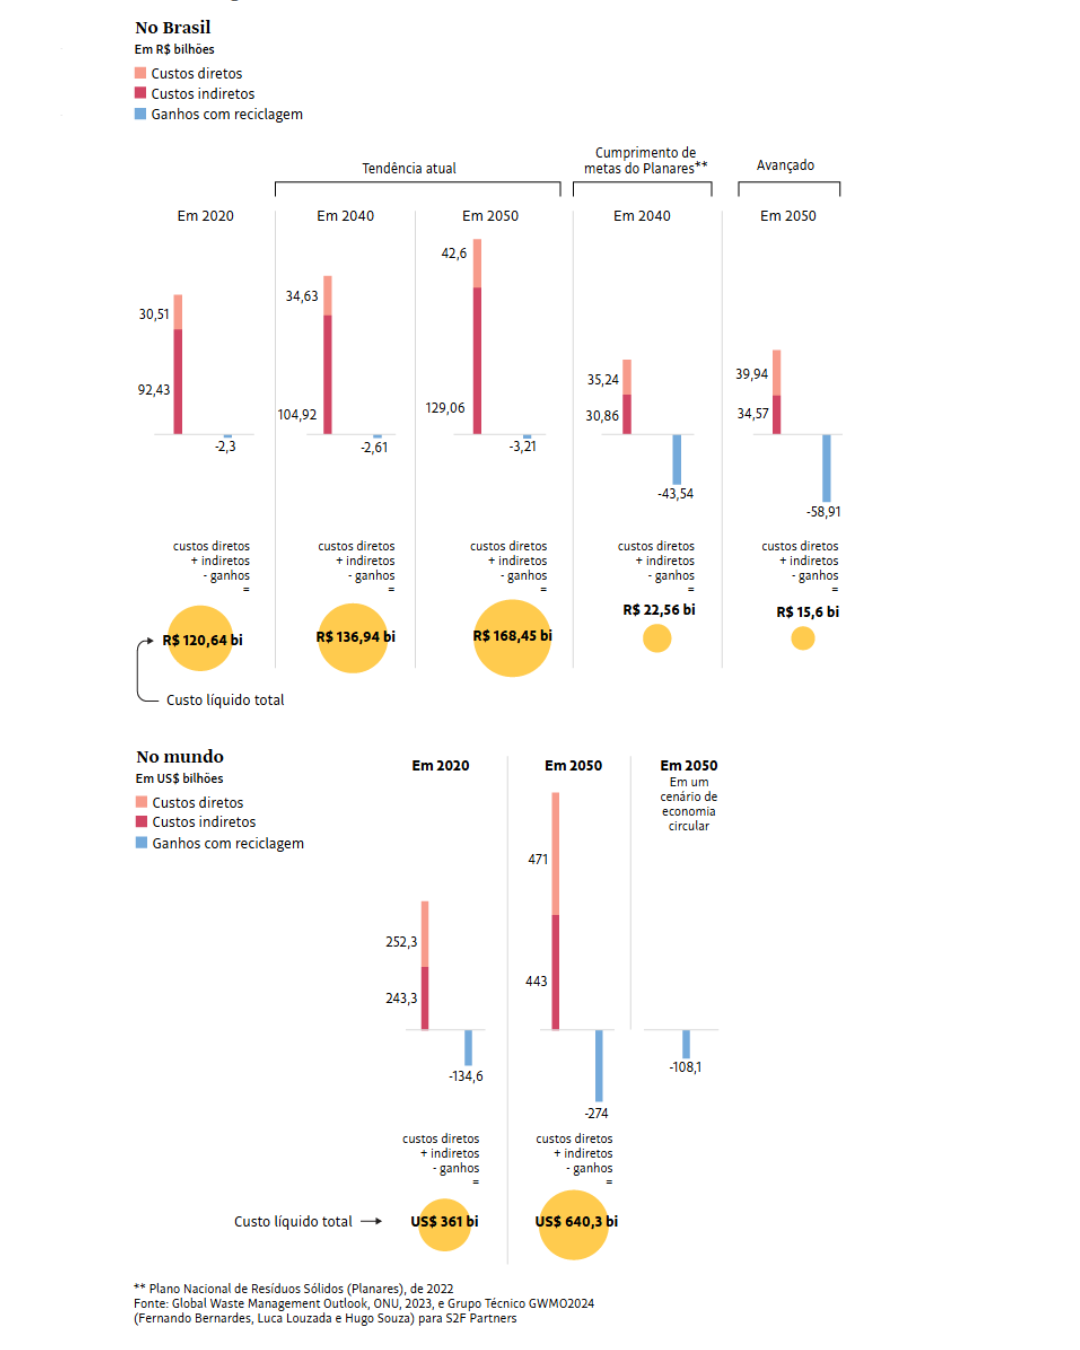 No Brasil
Em R$ bilhões
Custos diretos
Custos indiretos
Ganhos com reciclagem
Tendência atual
Cumprimento de
metas do Planares**
Avançado
Em 2020
Em 2040
Em 2050
Em 2040
Em 2050
30,51
92,43
-2,3
34,63
104,92
-2,61
42,6
129,06
-3,21
35,24
30,86
-43,54
39,94
34,57
-58,91
custos diretos
+ indiretos
- ganhos
=
R$ 120,64 bi
custos diretos
+ indiretos
- ganhos
=
R$ 136,94 bi
custos diretos
+ indiretos
- ganhos
=
R$ 168,45 bi
custos diretos
+ indiretos
- ganhos
=
R$ 22,56 bi
custos diretos
+ indiretos
- ganhos
=
R$ 15,6 bi
Custo líquido total
No mundo
Em US$ bilhões
Custos diretos
Custos indiretos
Ganhos com reciclagem
Em 2020
Em 2050
Em 2050
Em um
cenário de
economia
circular
252,3
243,3
-134,6
471
443
-274
-108,1
custos diretos
+ indiretos
- ganhos
=
custos diretos
+ indiretos
- ganhos
=
Custo líquido total
US$ 361 bi
US$ 640,3 bi
** Plano Nacional de Resíduos Sólidos (Planares), de 2022
Fonte: Global Waste Management Outlook, ONU, 2023, e Grupo Técnico GWMO2024
(Fernando Bernardes, Luca Louzada e Hugo Souza) para S2F Partners